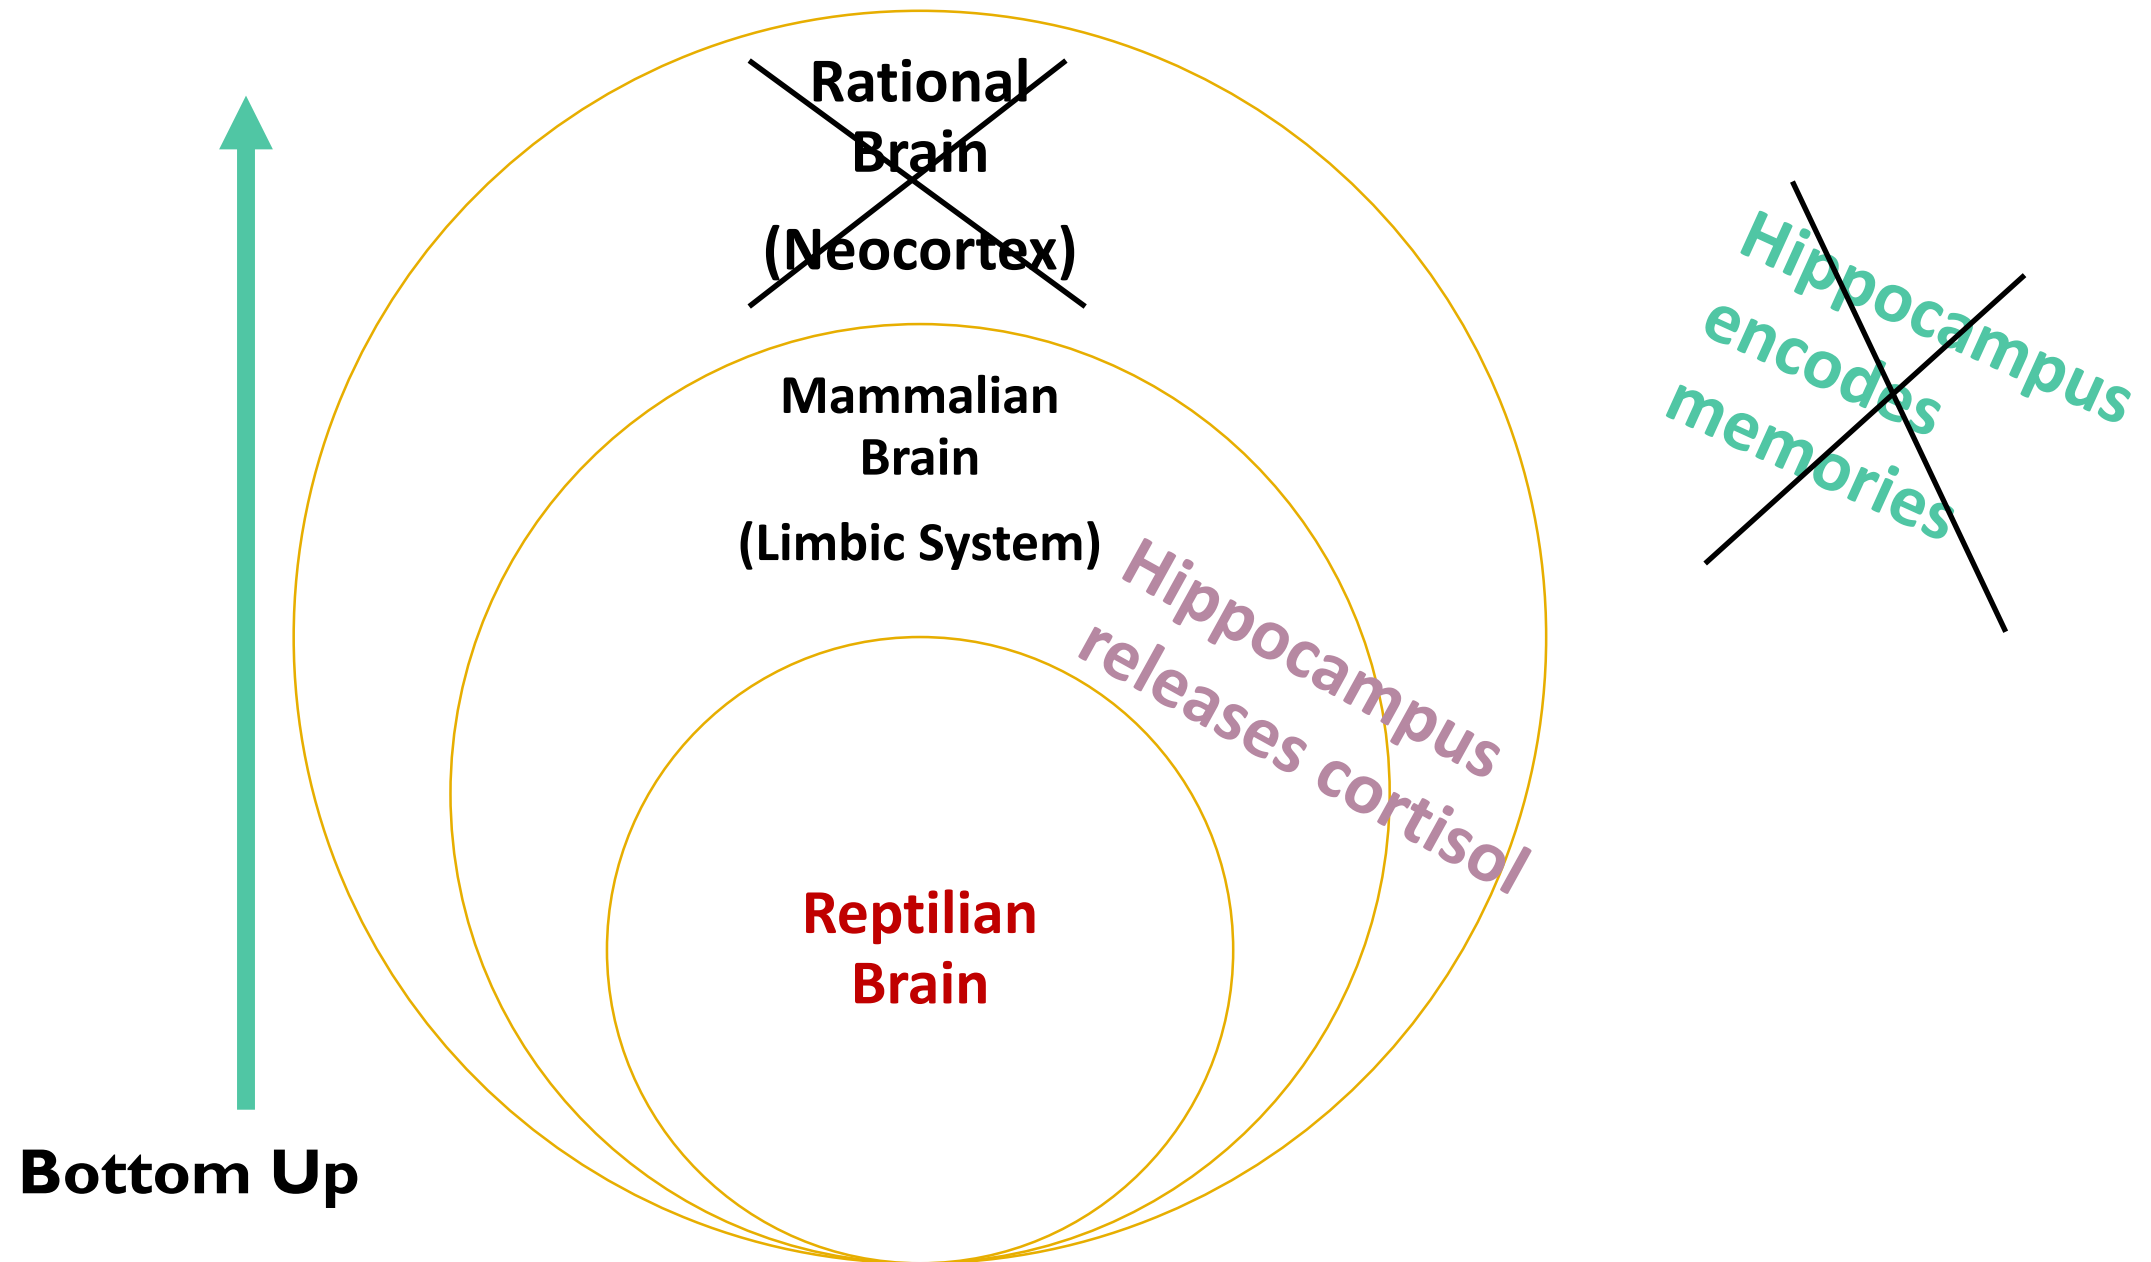 Rational
Brain
(Neocortex)
Mammalian
Brain
(Limbic System)
Reptilian
Brain
Hippocampus
releases cortisol
Hippocampus
encodes
memories
Bottom Up